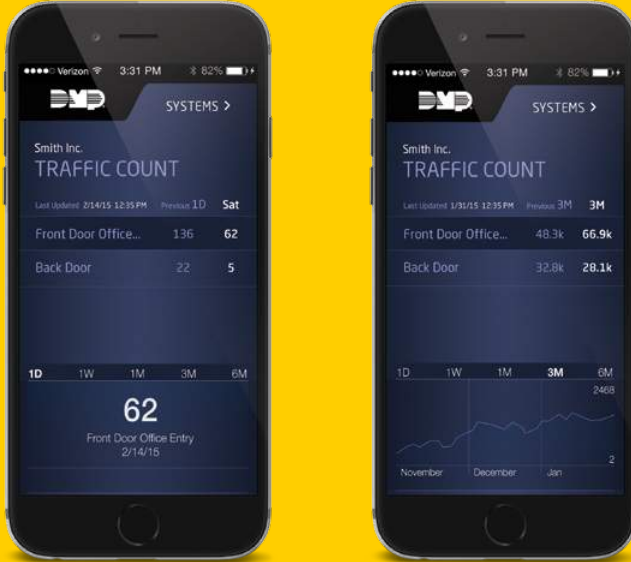 Verizon 3:31 PM 82%
DMP
SYSTEMS >
Smith Inc.
TRAFFIC COUNT
Last Updated 2/14/15 12:35 PM Previous 1D Sat
Front Door Office... 136 62
Back Door 22 5
1D 1W 1M 3M 6M
62
Front Door Office Entry
2/14/15
Verizon 3:31 PM 82%
DMP
SYSTEMS >
Smith Inc.
TRAFFIC COUNT
Last Updated 1/31/15 12:35 PM Previous 3M 3M
Front Door Office... 48.3k 66.9k
Back Door 32.8k 28.1k
1D 1W 1M 3M 6M
2468
2
November December Jan